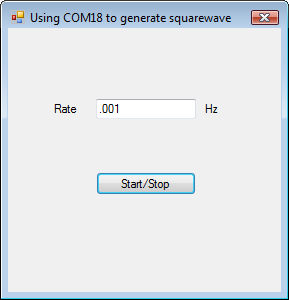 Using COM18 to generate squarewave
Rate .001 Hz
Start/Stop